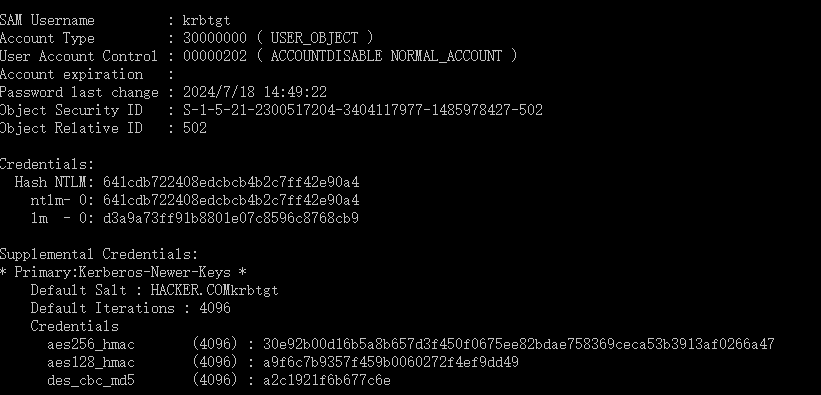 SAM Username         : krbtgt
Account Type         : 30000000 ( USER_OBJECT )
User Account Control : 00000202 ( ACCOUNTDISABLE NORMAL_ACCOUNT )
Account expiration   :
Password last change : 2024/7/18 14:49:22
Object Security ID   : S-1-5-21-2300517204-3404117977-1485978427-502
Object Relative ID   : 502

Credentials:
  Hash NTLM: 641cdb722408edcbcb4b2c7ff42e90a4
    ntlm- 0: 641cdb722408edcbcb4b2c7ff42e90a4
    lm  - 0: d3a9a73ff91b8801e07c8596c8768cb9

Supplemental Credentials:
* Primary:Kerberos-Newer-Keys *
    Default Salt : HACKER.COMkrbtgt
    Default Iterations : 4096
    Credentials
      aes256_hmac       (4096) : 30e92b00d16b5a8b657d3f450f0675ee82bdae758369ceca53b3913af0266a47
      aes128_hmac       (4096) : a9f6c7b9357f459b0060272f4ef9dd49
      des_cbc_md5       (4096) : a2c1921f6b677c6e